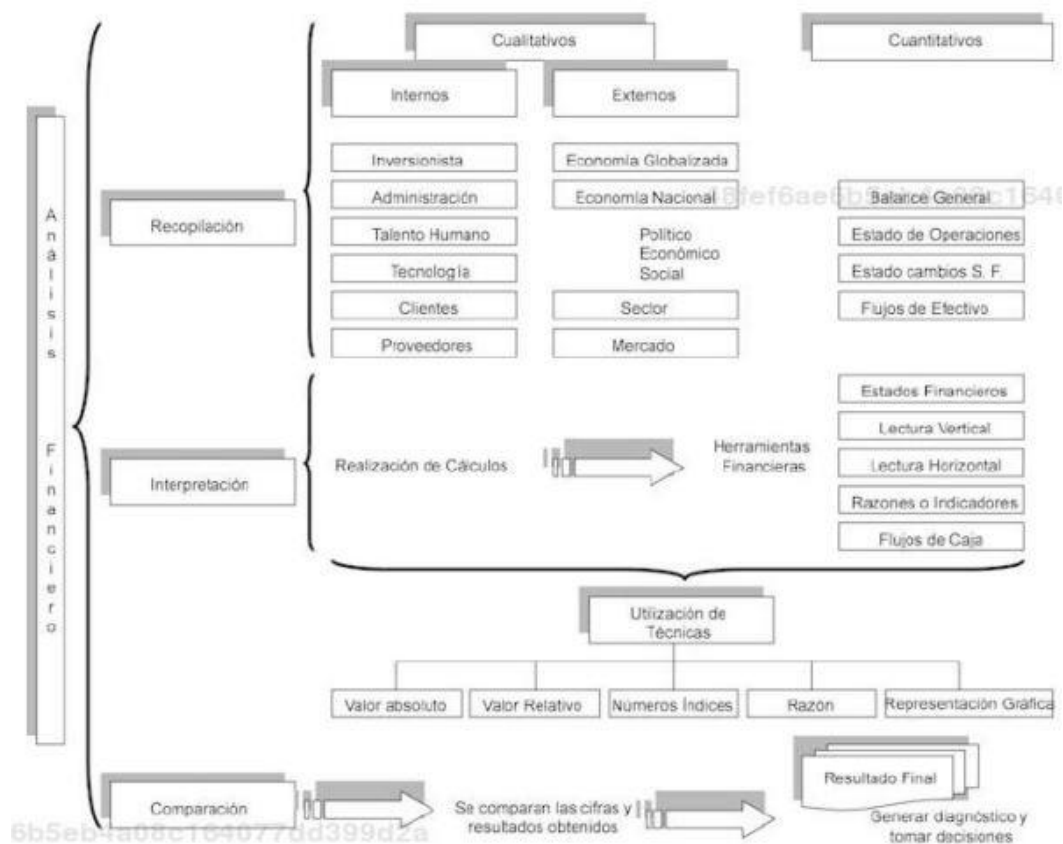 Análisis Financiero
Cualitativos
Cuantitativos
Internos
Externos
Recopilación
Inversionista
Administración
Talento Humano
Tecnología
Clientes
Proveedores
Economía Globalizada
Economía Nacional
Político
Económico
Social
Sector
Mercado
Balance General
Estado de Operaciones
Estado cambios S. F.
Flujos de Efectivo
Interpretación
Realización de Cálculos
Herramientas
Financieras
Estados Financieros
Lectura Vertical
Lectura Horizontal
Razones o Indicadores
Flujos de Caja
Utilización de
Técnicas
Valor absoluto
Valor Relativo
Números Índices
Razón
Representación Gráfica
Comparación
Se comparan las cifras y
resultados obtenidos
Resultado Final
Generar diagnóstico y
tomar decisiones
6b5eb4a08c164077dd399d2a